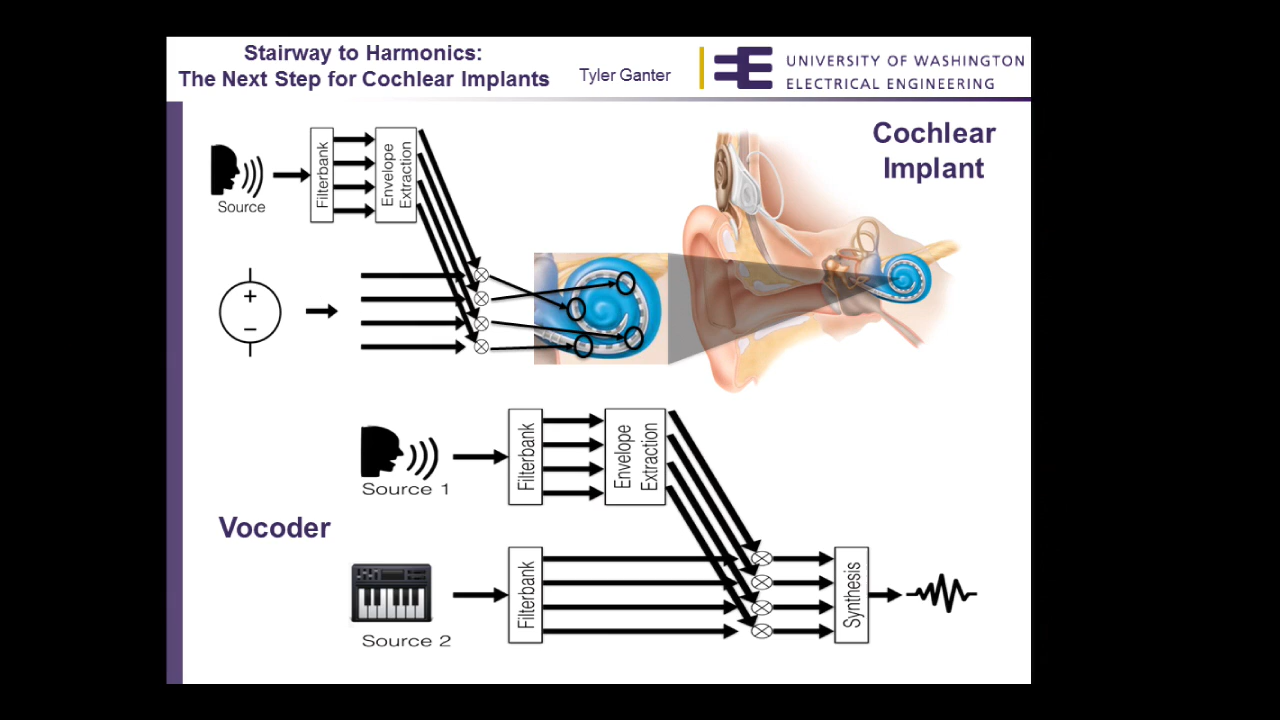 Stairway to Harmonics:
The Next Step for Cochlear Implants
Tyler Ganter
UNIVERSITY OF WASHINGTON
ELECTRICAL ENGINEERING
Cochlear
Implant
Source
Filterbank
Envelope
Extraction
+
−
Source 1
Filterbank
Envelope
Extraction
Vocoder
Source 2
Filterbank
Synthesis